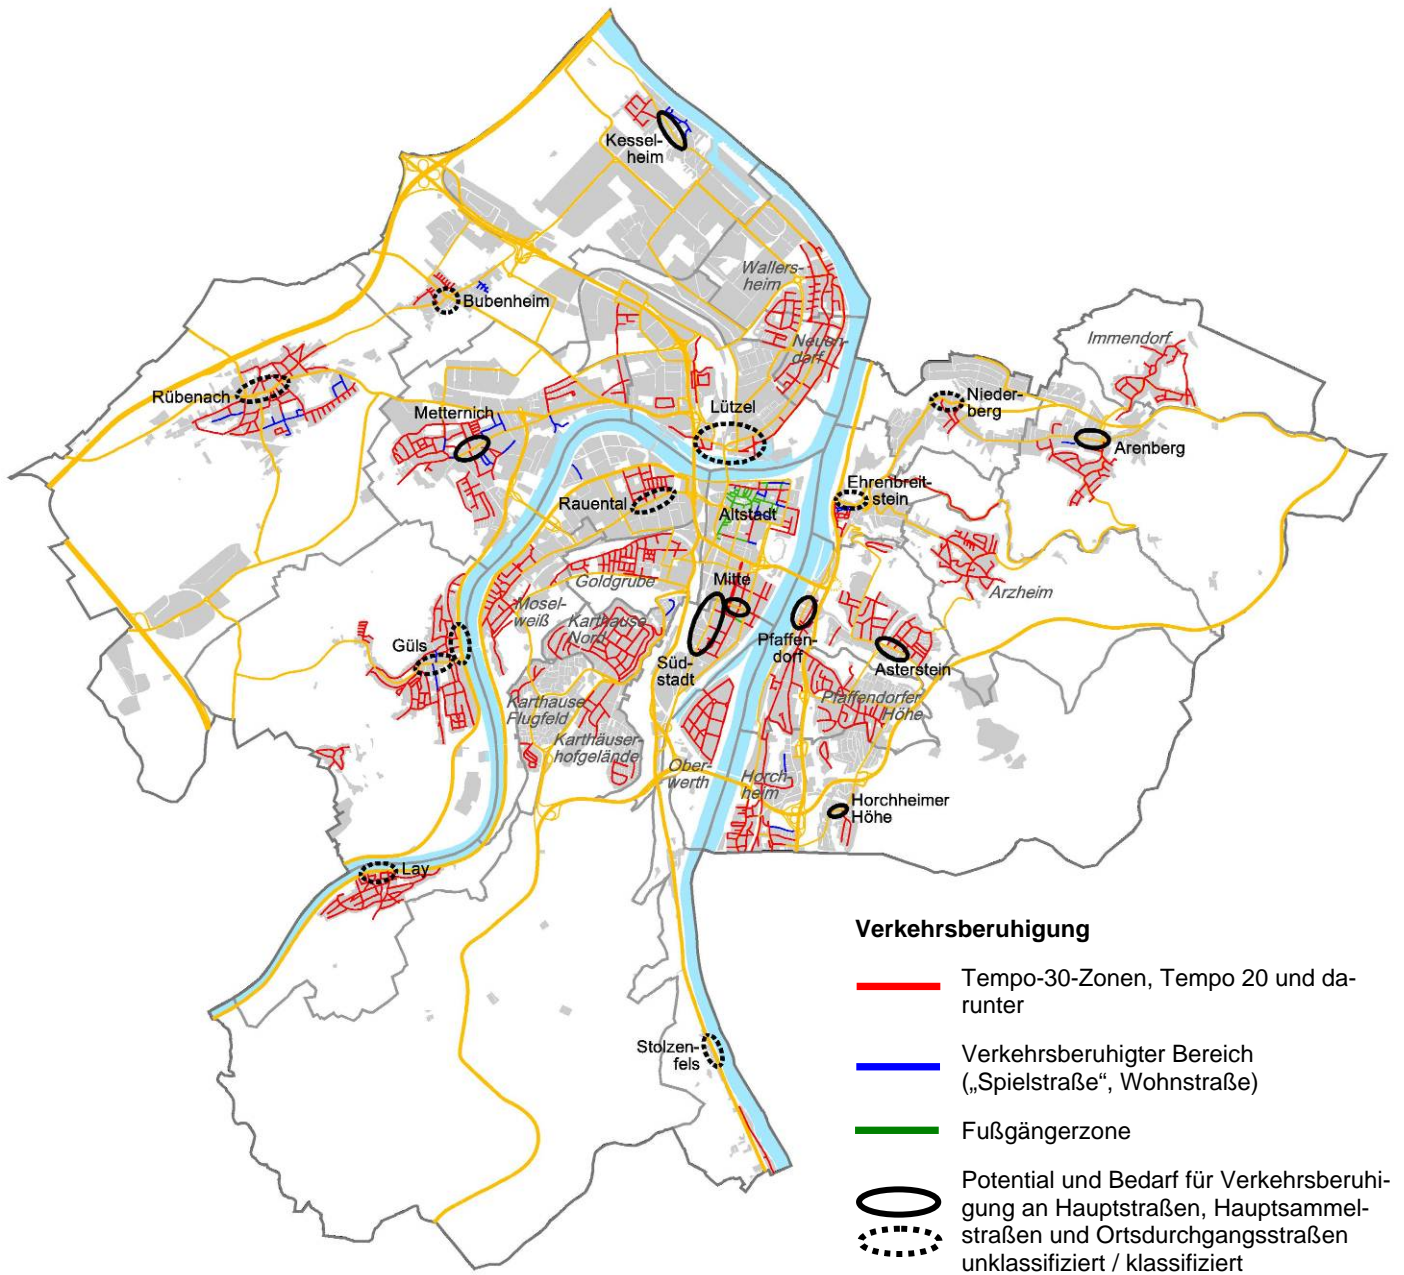 Kessel-
heim
Wallers-
heim
Bubenheim
Neuen-
dorf
Immendorf
Rübenach
Metternich
Lützel
Nieder-
berg
Arenberg
Rauental
Altstadt
Ehrenbreit-
stein
Goldgrube
Mitte
Arzheim
Mosel-
weiß
Karthause
Nord
Güls
Süd-
stadt
Pfaffen-
dorf
Asterstein
Karthause
Flugfeld
Pfaffendorfer
Höhe
Karthäuser-
hofgelände
Ober-
werth
Horch-
heim
Horchheimer
Höhe
Lay
Stolzen-
fels
Verkehrsberuhigung
Tempo-30-Zonen, Tempo 20 und da-
runter
Verkehrsberuhigter Bereich
(„Spielstraße“, Wohnstraße)
Fußgängerzone
Potential und Bedarf für Verkehrsberuhi-
gung an Hauptstraßen, Hauptsammel-
straßen und Ortsdurchgangsstraßen
unklassifiziert / klassifiziert